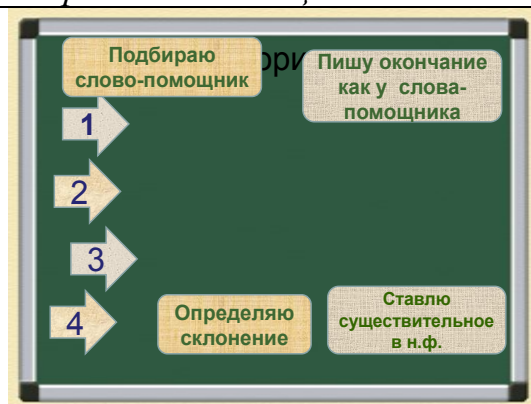 Подбираю
слово-помощник
Пишу окончание
как у слова-
помощника
1
2
3
4
Определяю
склонение
Ставлю
существительное
в н.ф.